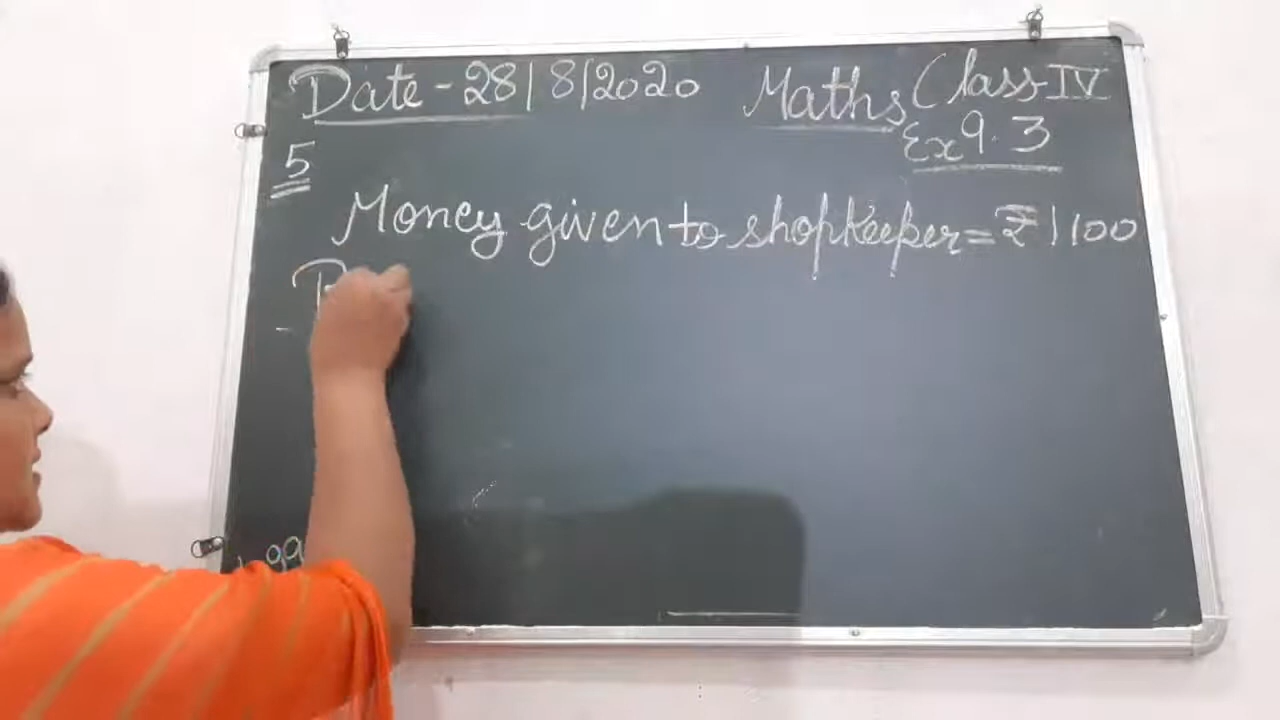 Date - 28/8/2020 Maths Class-IV
Ex 9.3
5
Money given to shopkeeper = ₹ 1100